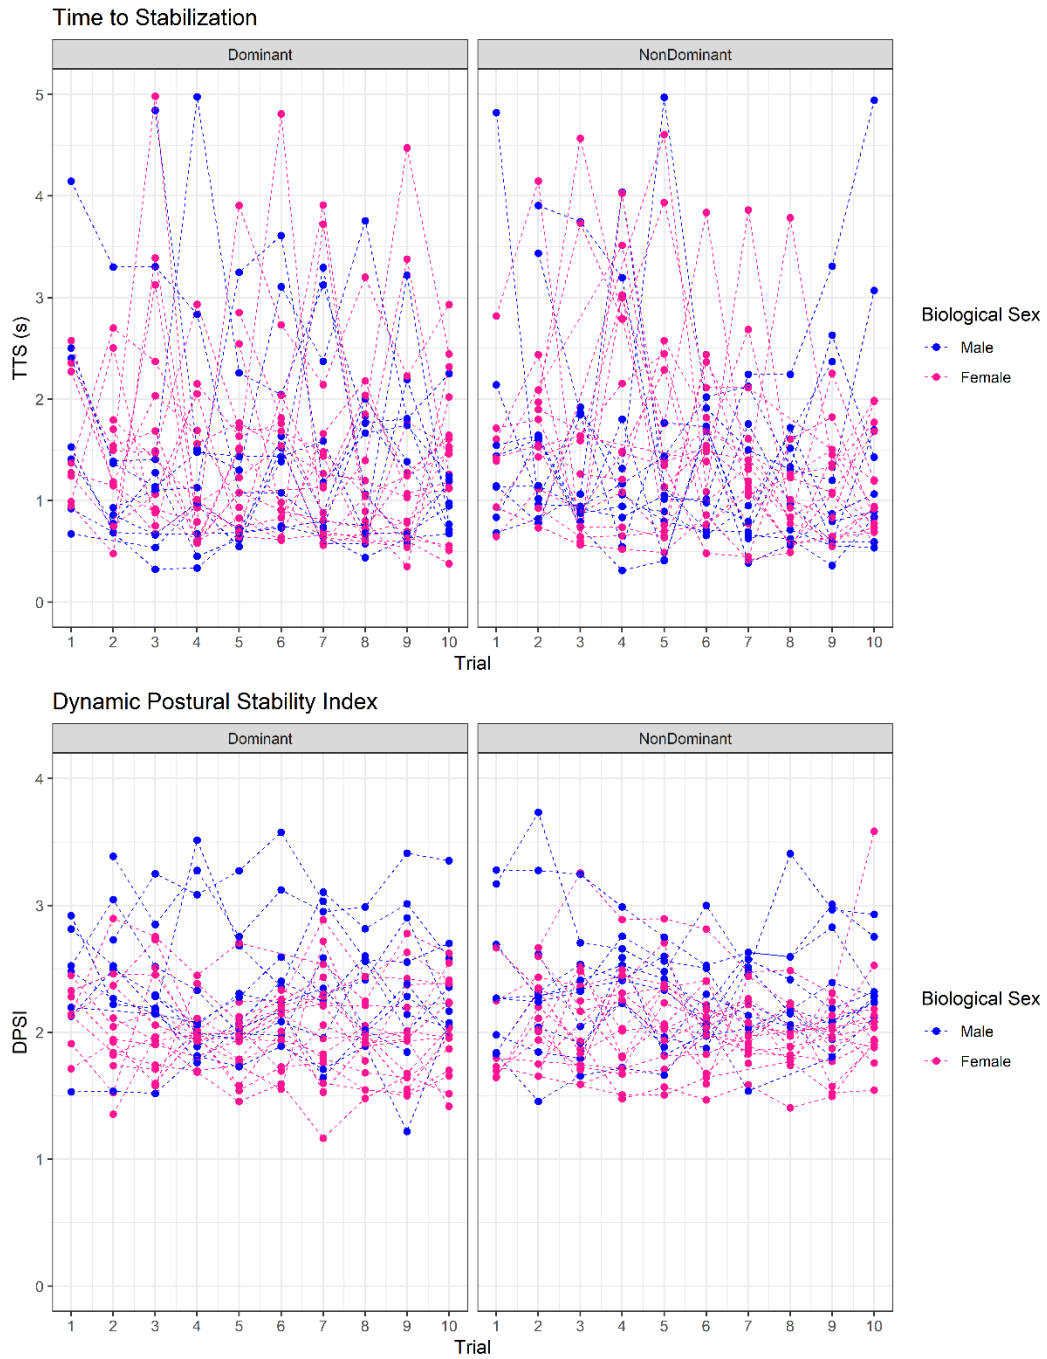 Time to Stabilization
Dominant
NonDominant
5
4
3
2
1
0
TTS (s)
1 2 3 4 5 6 7 8 9 10
1 2 3 4 5 6 7 8 9 10
Trial
Biological Sex
Male
Female
Dynamic Postural Stability Index
Dominant
NonDominant
4
3
2
1
0
DPSI
1 2 3 4 5 6 7 8 9 10
1 2 3 4 5 6 7 8 9 10
Trial
Biological Sex
Male
Female